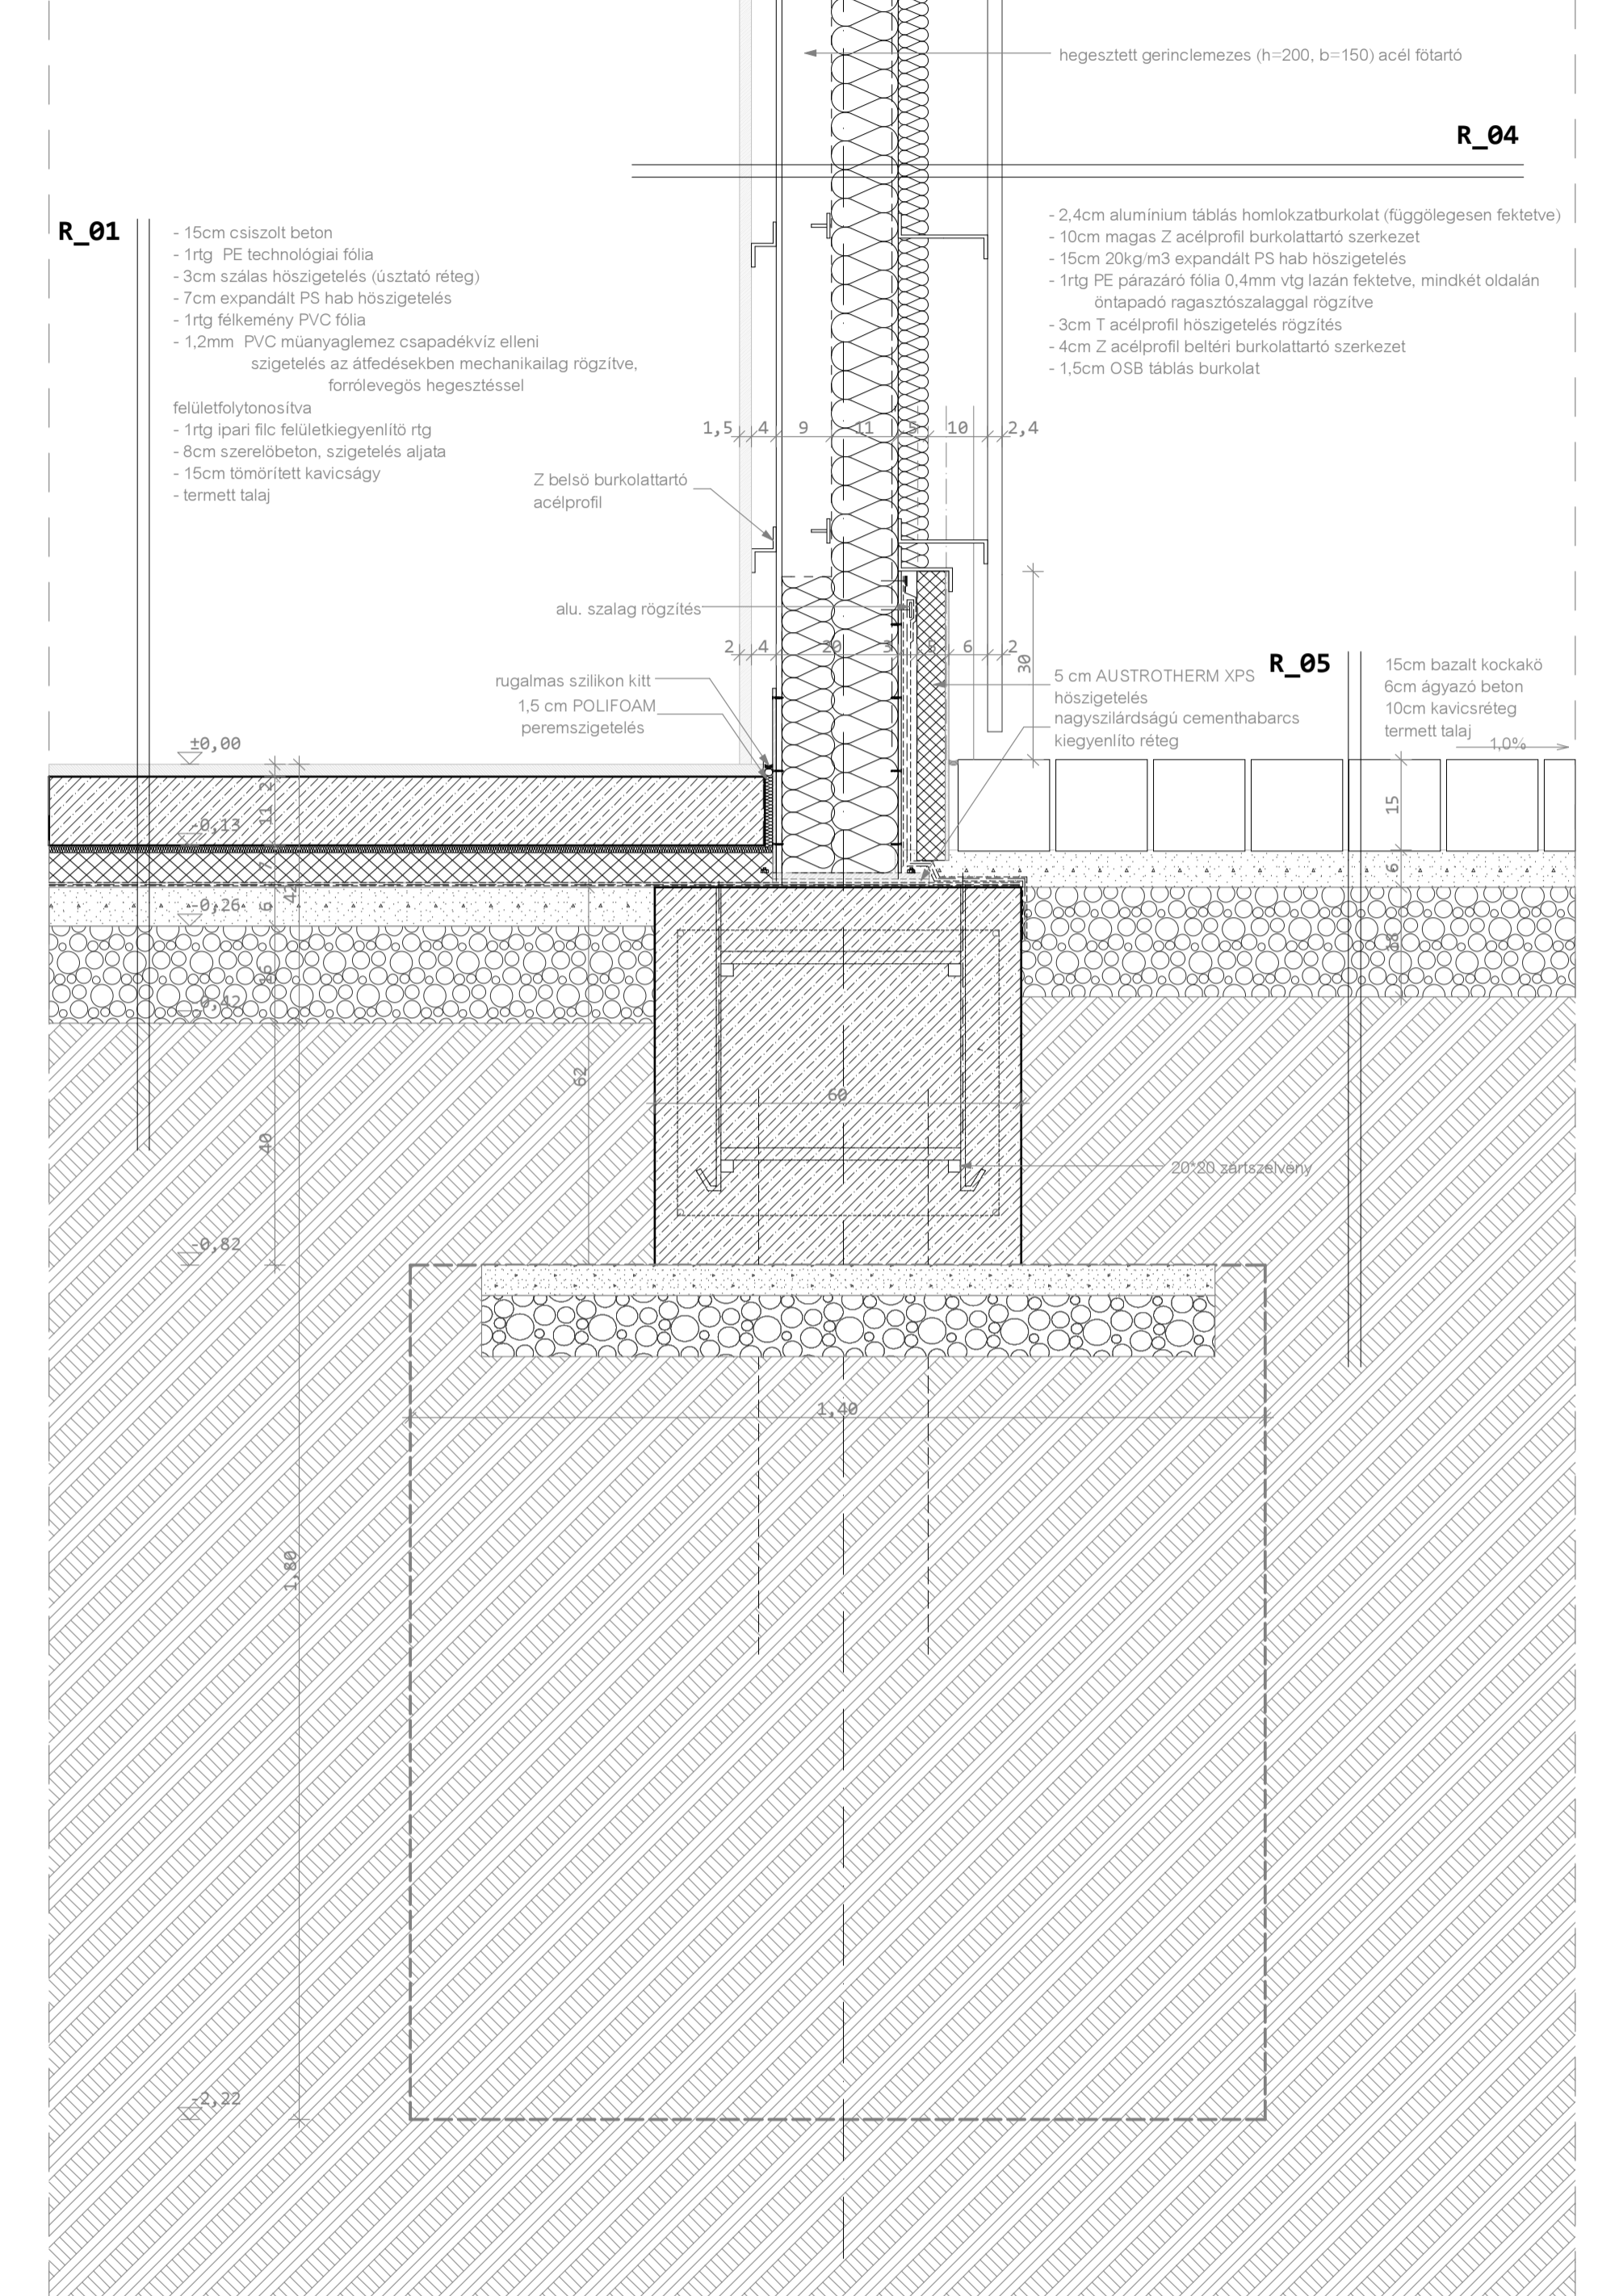 hegesztett gerinclemezes (h=200, b=150) acél fötartó
R_04
R_01
- 15cm csiszolt beton
- 1rtg PE technológiai fólia
- 3cm szálas höszigetelés (úsztató réteg)
- 7cm expandált PS hab höszigetelés
- 1rtg félkemény PVC fólia
- 1,2mm PVC müanyaglemez csapadékvíz elleni
szigetelés az átfedésekben mechanikailag rögzítve,
forrólevegös hegesztéssel
felületfolytonosítva
- 1rtg ipari filc felületkiegyenlítö rtg
- 8cm szerelöbeton, szigetelés aljata
- 15cm tömörített kavicságy
- termett talaj
- 2,4cm alumínium táblás homlokzatburkolat (függölegesen fektetve)
- 10cm magas Z acélprofil burkolattartó szerkezet
- 15cm 20kg/m3 expandált PS hab höszigetelés
- 1rtg PE párazáró fólia 0,4mm vtg lazán fektetve, mindkét oldalán
öntapadó ragasztószalaggal rögzítve
- 3cm T acélprofil höszigetelés rögzítés
- 4cm Z acélprofil beltéri burkolattartó szerkezet
- 1,5cm OSB táblás burkolat
1,5 4 9 11 5 10 2,4
Z belsö burkolattartó
acélprofil
alu. szalag rögzítés
2 4 20 3 5 6 2
30
rugalmas szilikon kitt
1,5 cm POLIFOAM
peremszigetelés
5 cm AUSTROTHERM XPS
höszigetelés
nagyszilárdságú cementhabarcs
kiegyenlíto réteg
R_05
15cm bazalt kockakö
6cm ágyazó beton
10cm kavicsréteg
termett talaj
1,0%
±0,00
2
11
-0,13
7
42
6
-0,26
16
-0,42
15
6
18
62
60
40
20*20 zártszelvény
-0,82
1,40
1,80
-2,22